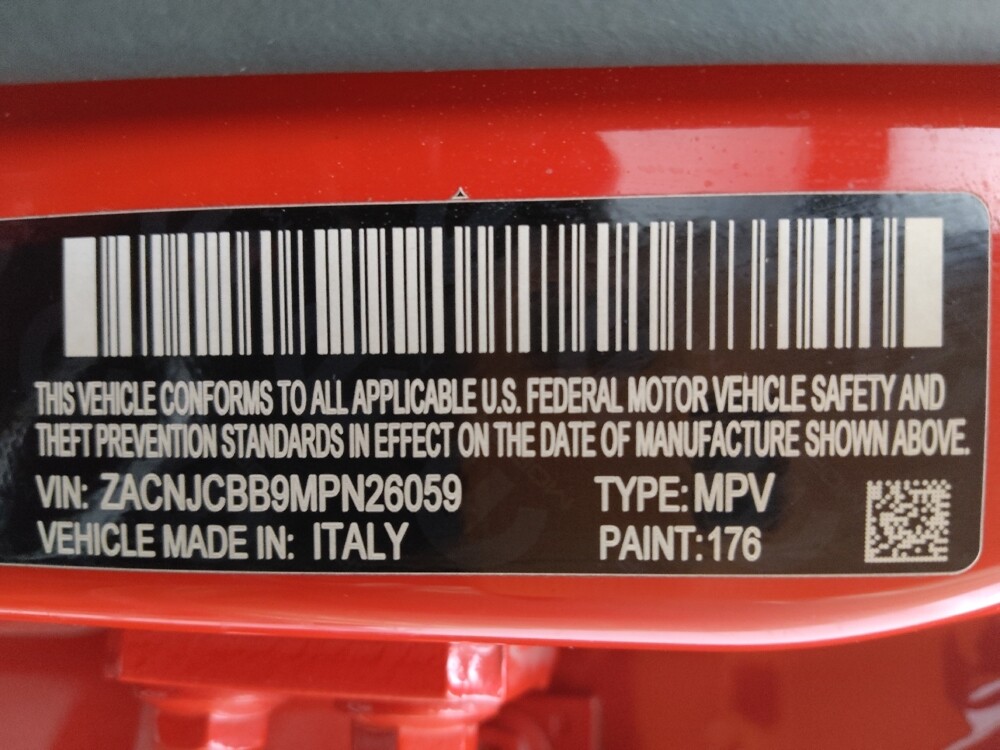 THIS VEHICLE CONFORMS TO ALL APPLICABLE U.S. FEDERAL MOTOR VEHICLE SAFETY AND
THEFT PREVENTION STANDARDS IN EFFECT ON THE DATE OF MANUFACTURE SHOWN ABOVE.
VIN: ZACNJCBB9MPN26059 TYPE: MPV
VEHICLE MADE IN: ITALY PAINT: 176